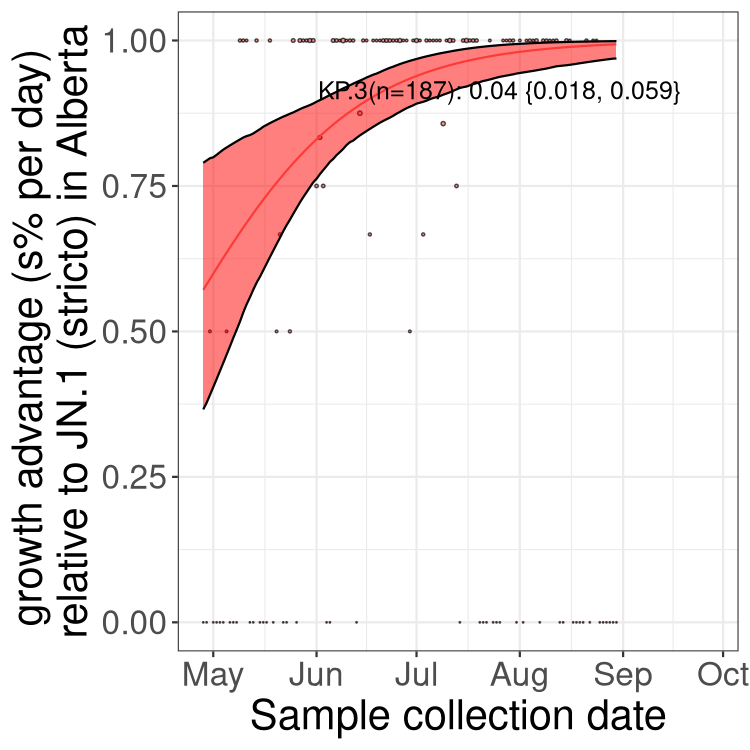 growth advantage (s% per day)
relative to JN.1 (stricto) in Alberta
1.00
0.75
0.50
0.25
0.00
KP.3(n=187): 0.04 {0.018, 0.059}
May Jun Jul Aug Sep Oct
Sample collection date